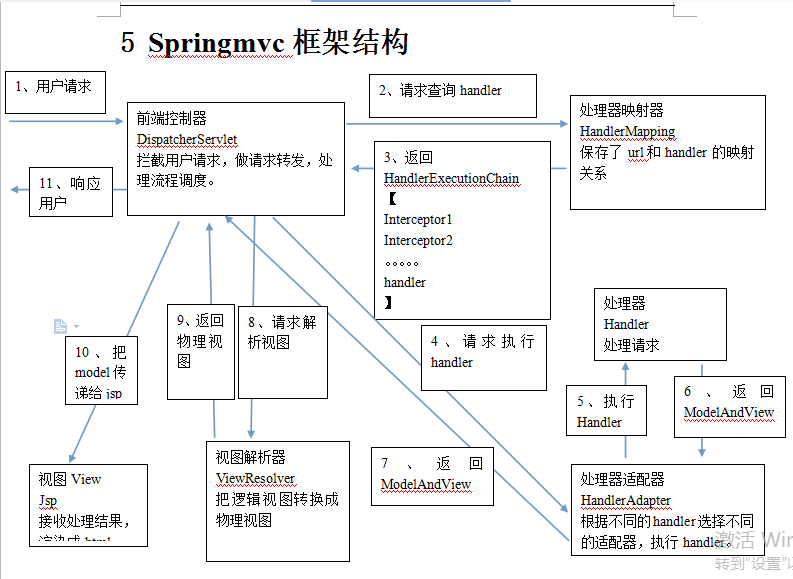 5 Springmvc 框架结构
1、用户请求
2、请求查询 handler
前端控制器
DispatcherServlet
拦截用户请求，做请求转发，处
理流程调度。
处理器映射器
HandlerMapping
保存了 url和 handler 的映射
关系
3、返回
HandlerExecutionChain
【
Interceptor1
Interceptor2
。。。。。
handler
】
11、响应
用户
处理器
Handler
处理请求
9、返回
物理视
图
8、请求解
析视图
4、请求执行
handler
10、把
model 传
递给 jsp
5、执行
Handler
6、返回
ModelAndView
7、返回
ModelAndView
视图 View
Jsp
接收处理结果，
视图解析器
ViewResolver
把逻辑视图转换成
物理视图
处理器适配器
HandlerAdapter
根据不同的handler选择不同
的适配器，执行 handler。
激活 Win
转到"设置"以